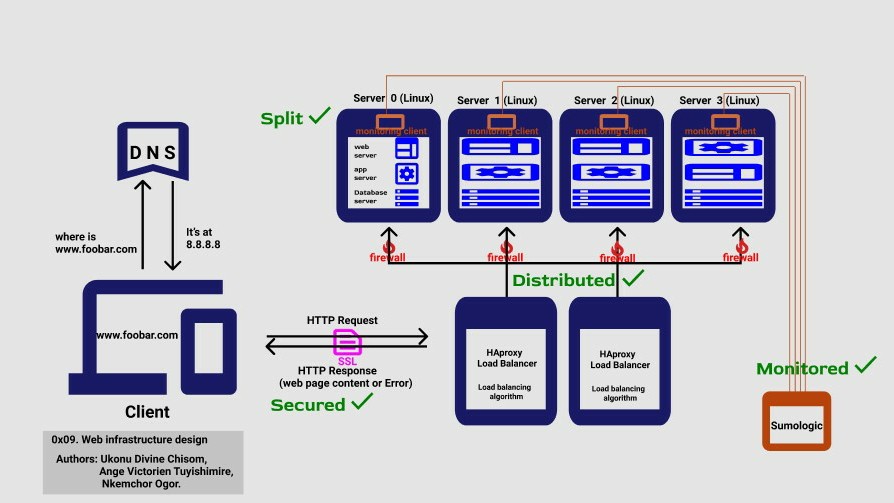 Server 0 (Linux)
Server 1 (Linux)
Server 2 (Linux)
Server 3 (Linux)
Split
monitoring client
monitoring client
monitoring client
monitoring client
web
server
app
server
Database
server
DNS
where is
www.foobar.com
It's at
8.8.8.8
firewall
firewall
firewall
firewall
Distributed
www.foobar.com
HTTP Request
SSL
HTTP Response
(web page content or Error)
Secured
HAproxy
Load Balancer
Load balancing
algorithm
HAproxy
Load Balancer
Load balancing
algorithm
Monitored
Sumologic
Client
0x09. Web infrastructure design
Authors: Ukonu Divine Chisom,
Ange Victorien Tuyishimire,
Nkemchor Ogor.